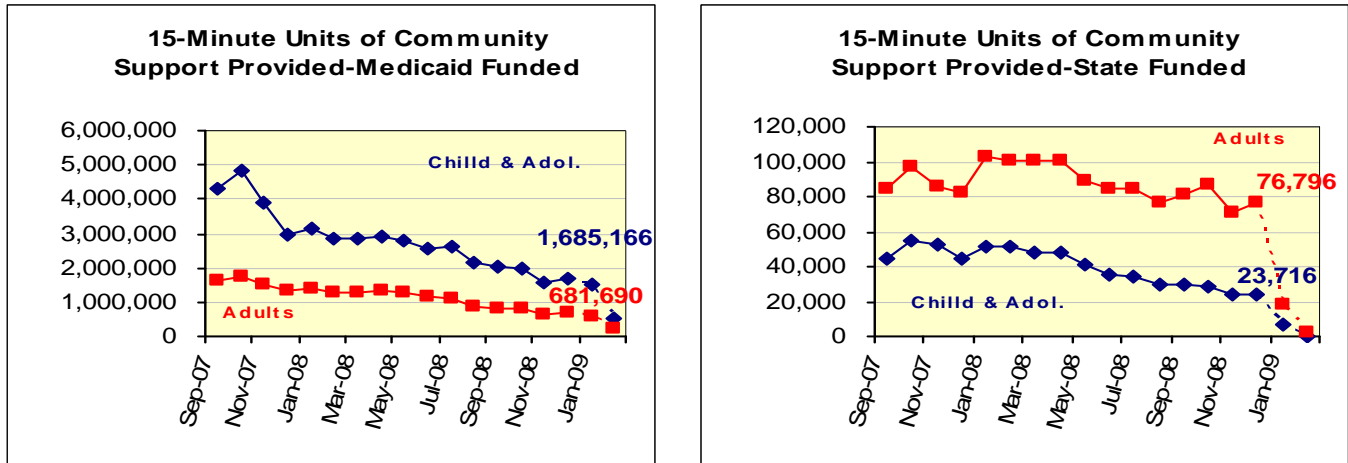 15-Minute Units of Community
Support Provided-Medicaid Funded
6,000,000
5,000,000
4,000,000
3,000,000
2,000,000
1,000,000
0
Chilld & Adol.
1,685,166
681,690
Adults
Sep-07
Nov-07
Jan-08
Mar-08
May-08
Jul-08
Sep-08
Nov-08
Jan-09
15-Minute Units of Community
Support Provided-State Funded
120,000
100,000
80,000
60,000
40,000
20,000
0
Adults
76,796
23,716
Chilld & Adol.
Sep-07
Nov-07
Jan-08
Mar-08
May-08
Jul-08
Sep-08
Nov-08
Jan-09